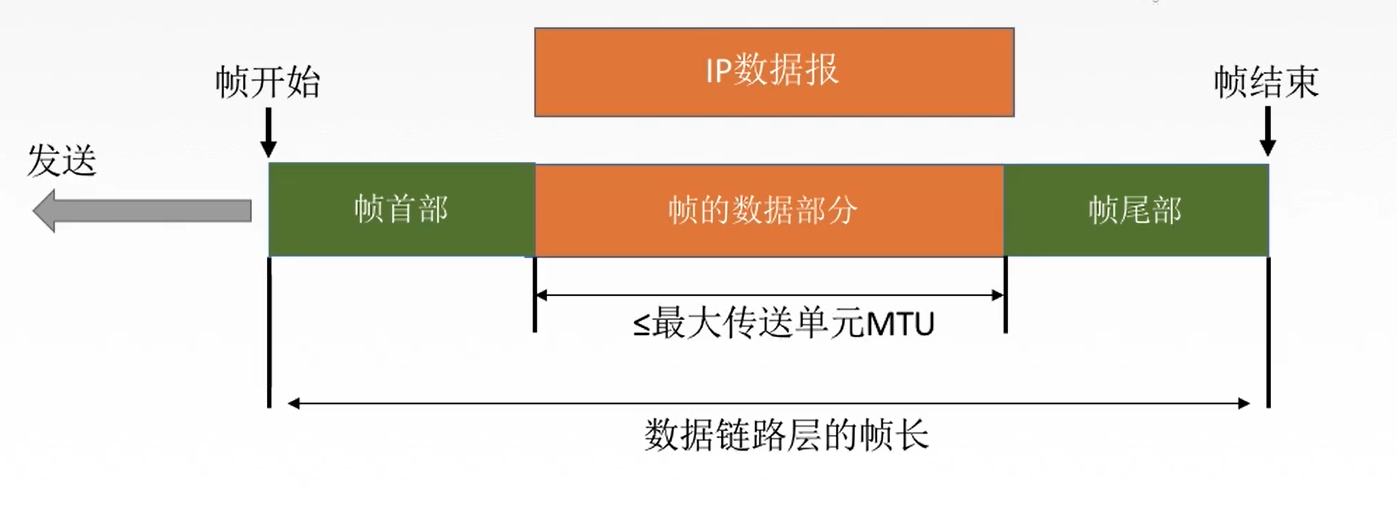 IP数据报
帧开始
帧结束
发送
帧首部
帧的数据部分
帧尾部
≤最大传送单元MTU
数据链路层的帧长